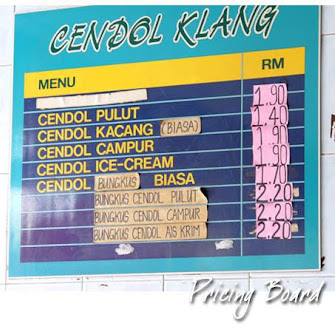 CENDOL KLANG
MENU RM
CENDOL PULUT 1.90
CENDOL KACANG (BIASA) 1.40
CENDOL CAMPUR 1.90
CENDOL ICE-CREAM 1.90
CENDOL BUNGKUS BIASA 1.70
BUNGKUS CENDOL PULUT 2.20
BUNGKUS CENDOL CAMPUR 2.20
BUNGKUS CENDOL AIS KRIM 2.20
Pricing Board